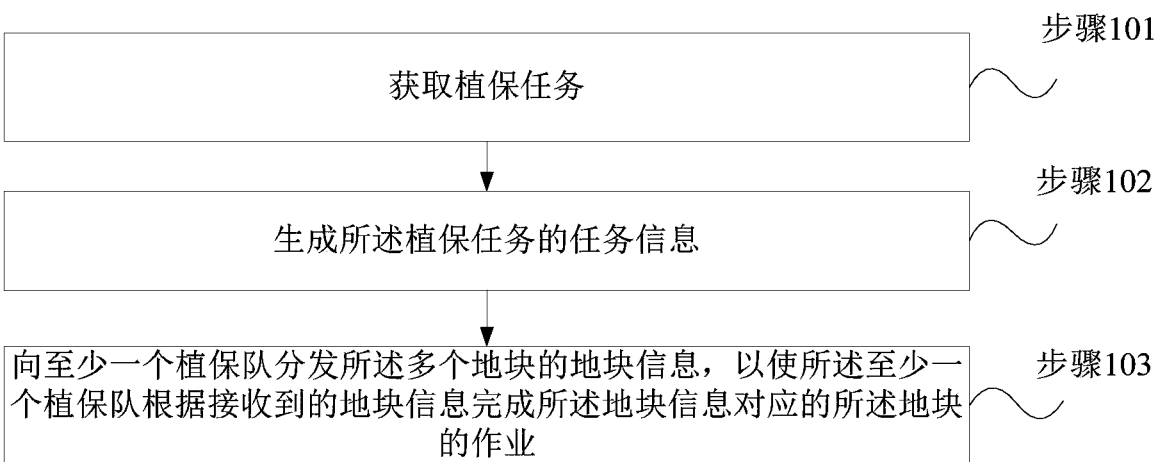 步骤101
获取植保任务
步骤102
生成所述植保任务的任务信息
步骤103
向至少一个植保队分发所述多个地块的地块信息，以使所述至少一
个植保队根据接收到的地块信息完成所述地块信息对应的所述地块
的作业